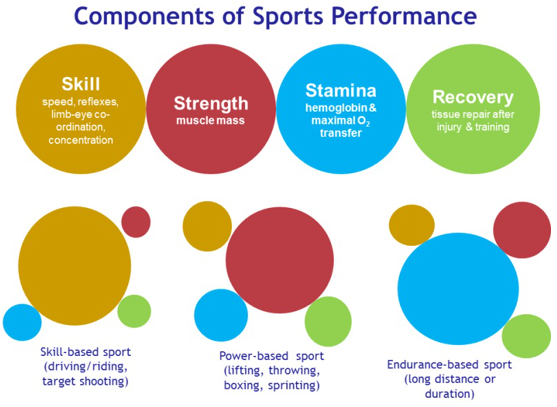 Components of Sports Performance
Skill
speed, reflexes,
limb-eye co-
ordination,
concentration
Strength
muscle mass
Stamina
hemoglobin &
maximal O₂
transfer
Recovery
tissue repair after
injury & training
Skill-based sport
(driving/riding,
target shooting)
Power-based sport
(lifting, throwing,
boxing, sprinting)
Endurance-based sport
(long distance or
duration)